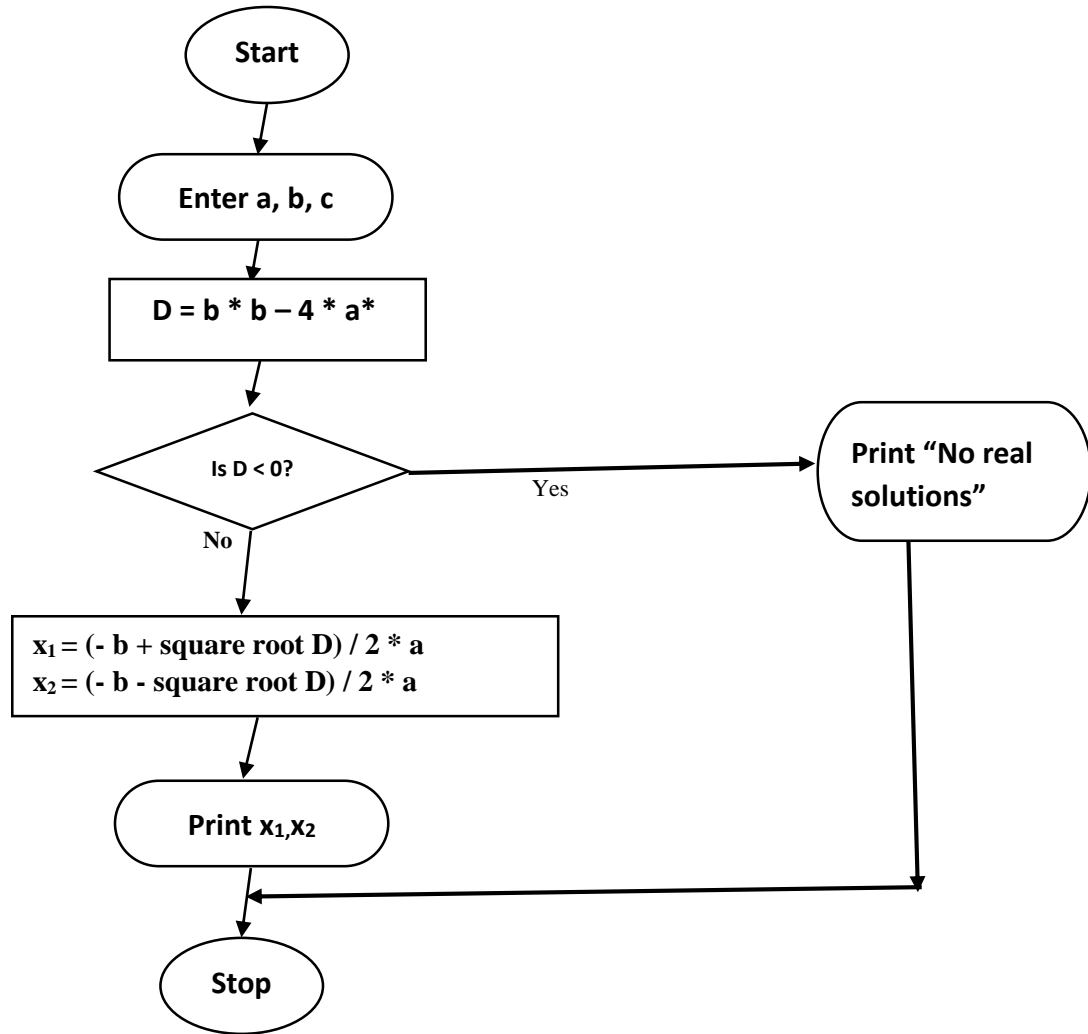 Start
Enter a, b, c
D = b * b – 4 * a*
Is D < 0?
Yes
Print “No real
solutions”
No
x₁ = (- b + square root D) / 2 * a
x₂ = (- b - square root D) / 2 * a
Print x₁,x₂
Stop